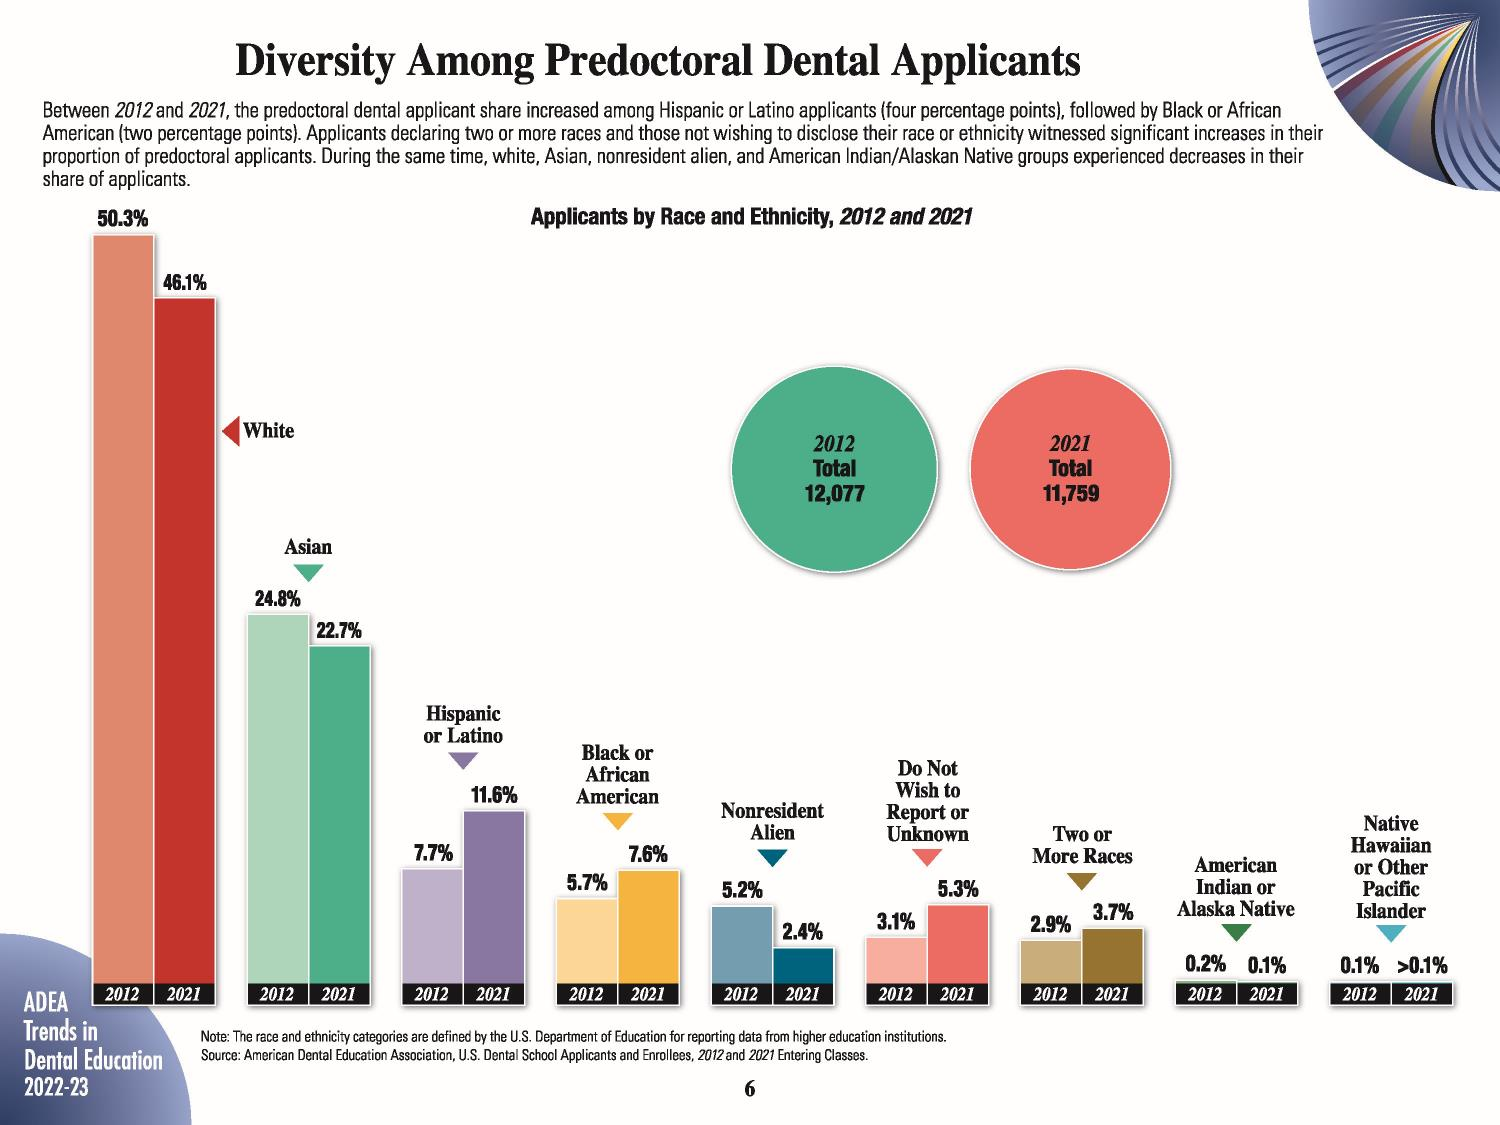 Diversity Among Predoctoral Dental Applicants
Between 2012 and 2021, the predoctoral dental applicant share increased among Hispanic or Latino applicants (four percentage points), followed by Black or African
American (two percentage points). Applicants declaring two or more races and those not wishing to disclose their race or ethnicity witnessed significant increases in their
proportion of predoctoral applicants. During the same time, white, Asian, nonresident alien, and American Indian/Alaskan Native groups experienced decreases in their
share of applicants.
Applicants by Race and Ethnicity, 2012 and 2021
50.3%
46.1%
White
2012
Total
12,077
2021
Total
11,759
Asian
24.8%
22.7%
Hispanic
or Latino
7.7%
11.6%
Black or
African
American
5.7%
7.6%
Nonresident
Alien
5.2%
2.4%
Do Not
Wish to
Report or
Unknown
3.1%
5.3%
Two or
More Races
2.9%
3.7%
American
Indian or
Alaska Native
0.2%
0.1%
Native
Hawaiian
or Other
Pacific
Islander
0.1%
>0.1%
2012 2021 2012 2021 2012 2021 2012 2021 2012 2021 2012 2021 2012 2021 2012 2021 2012 2021
ADEA
Trends in
Dental Education
2022-23
Note: The race and ethnicity categories are defined by the U.S. Department of Education for reporting data from higher education institutions.
Source: American Dental Education Association, U.S. Dental School Applicants and Enrollees, 2012 and 2021 Entering Classes.
6